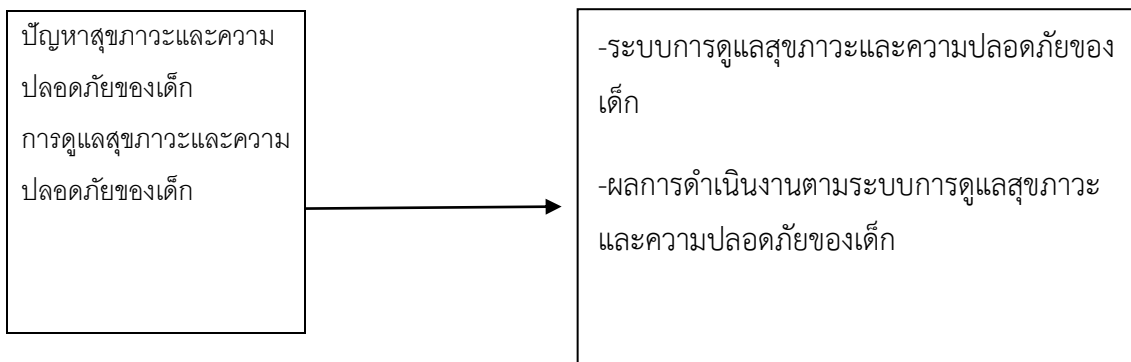 ปัญหาสุขภาวะและความ
ปลอดภัยของเด็ก
การดูแลสุขภาวะและความ
ปลอดภัยของเด็ก
-ระบบการดูแลสุขภาวะและความปลอดภัยของ
เด็ก
-ผลการดำเนินงานตามระบบการดูแลสุขภาวะ
และความปลอดภัยของเด็ก